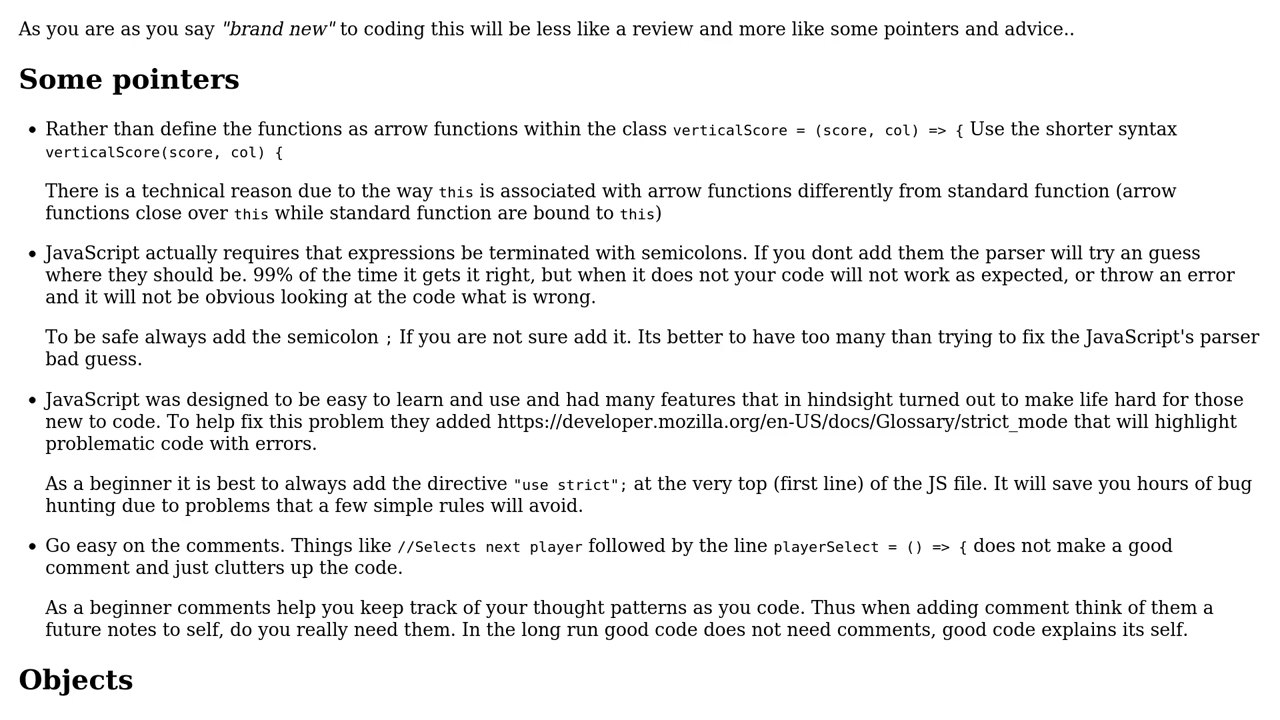 As you are as you say "brand new" to coding this will be less like a review and more like some pointers and advice..
Some pointers
Rather than define the functions as arrow functions within the class verticalScore = (score, col) => { Use the shorter syntax
verticalScore(score, col) {
There is a technical reason due to the way this is associated with arrow functions differently from standard function (arrow
functions close over this while standard function are bound to this)
JavaScript actually requires that expressions be terminated with semicolons. If you dont add them the parser will try an guess
where they should be. 99% of the time it gets it right, but when it does not your code will not work as expected, or throw an error
and it will not be obvious looking at the code what is wrong.
To be safe always add the semicolon ; If you are not sure add it. Its better to have too many than trying to fix the JavaScript's parser
bad guess.
JavaScript was designed to be easy to learn and use and had many features that in hindsight turned out to make life hard for those
new to code. To help fix this problem they added https://developer.mozilla.org/en-US/docs/Glossary/strict_mode that will highlight
problematic code with errors.
As a beginner it is best to always add the directive "use strict"; at the very top (first line) of the JS file. It will save you hours of bug
hunting due to problems that a few simple rules will avoid.
Go easy on the comments. Things like //Selects next player followed by the line playerSelect = () => { does not make a good
comment and just clutters up the code.
As a beginner comments help you keep track of your thought patterns as you code. Thus when adding comment think of them a
future notes to self, do you really need them. In the long run good code does not need comments, good code explains its self.
Objects